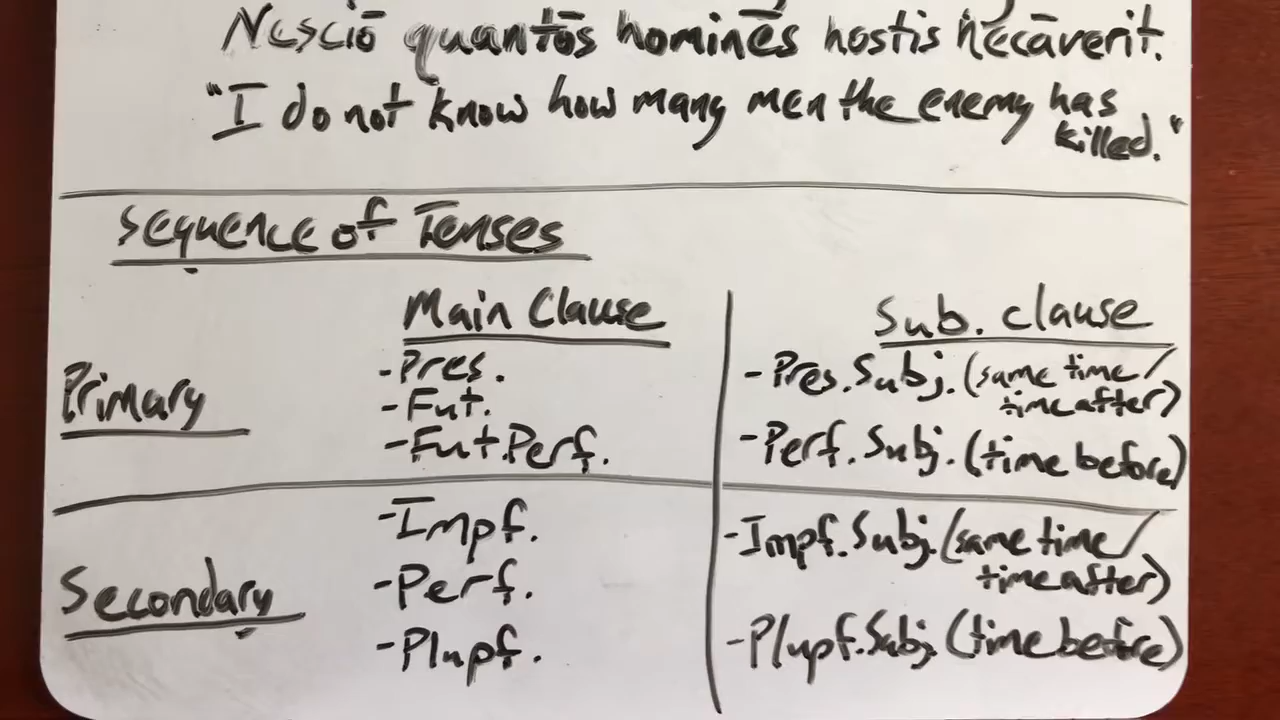 Nesciō quantōs hominēs hostis necāverit.
"I do not know how many men the enemy has
killed."
Sequence of Tenses
Main Clause
Sub. clause
Primary
-Pres.
-Fut.
-Fut.Perf.
-Pres.Subj.(same time/
time after)
-Perf.Subj.(time before)
Secondary
-Impf.
-Perf.
-Plupf.
-Impf.Subj.(same time/
time after)
-Plupf.Subj.(time before)